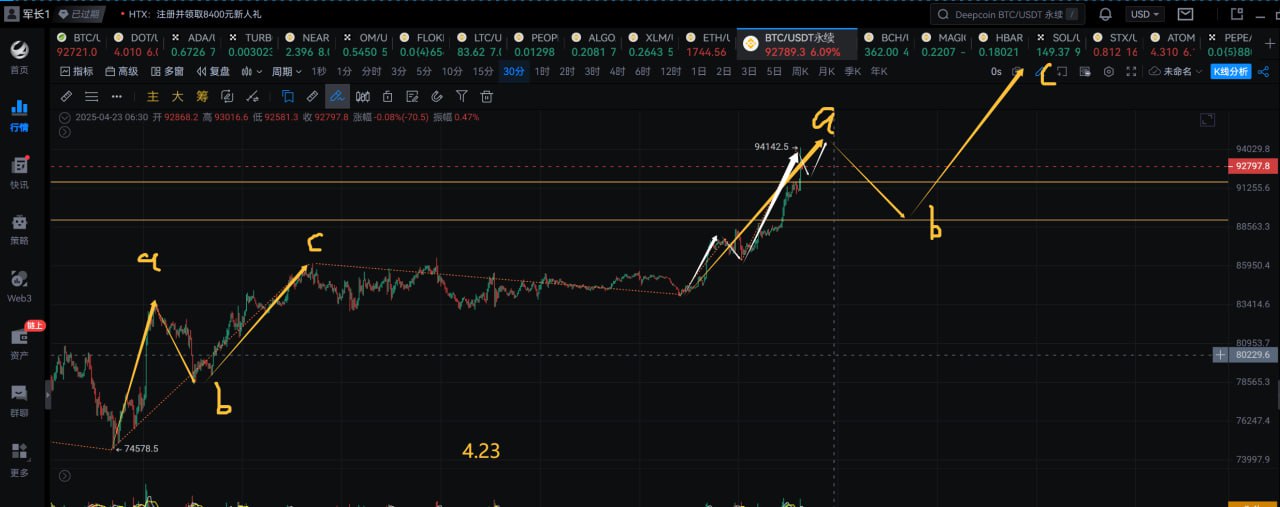 军长1 已过期 • HTX：注册并领取8400元新人礼 Deepcoin BTC/USDT 永续 / USD
BTC/L DOT/U ADA/ TURB NEAR OM/U FLOKI LTC/U PEOPI ALGO XLM/U ETH/L BTC/USDT永续 BCH/U MAGI HBAR SOL/U STX/L ATOM PEPE/
92721.0 4.010 6.0 0.6726 7 0.00302 2.396 8. 0.5450 5 0.0(4)65 83.62 7. 0.01298 0.2081 7 0.2643 5 1744.56 92789.3 6.09% 362.00 4 0.2207 - 0.18021 149.37 9 0.812 16 4.310 6. 0.0(5)88
首页
行情
快讯
策略
Web3
链上
资产
群聊
更多
指标 高级 多窗 复盘 周期 1秒 1分 分时 3分 5分 10分 15分 30分 1时 2时 3时 4时 6时 12时 1日 2日 3日 5日 周K 月K 季K 年K 0s 未命名 K线分析
主 大 筹
2025-04-23 06:30 开 92868.2 高 93016.6 低 92581.3 收 92797.8 涨幅 -0.08%(-70.5) 振幅 0.47%
a
b
c
a
b
c
94142.5
74578.5
4.23
94029.8
92797.8
91255.6
88563.3
85950.4
83414.6
80953.7
80229.6
78565.3
76247.4
73997.9